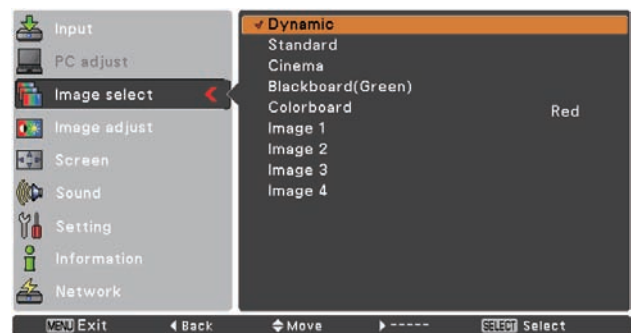 Input
PC adjust
Image select
Image adjust
Screen
Sound
Setting
Information
Network
Dynamic
Standard
Cinema
Blackboard(Green)
Colorboard Red
Image 1
Image 2
Image 3
Image 4
MENU Exit ◀ Back ◆ Move ▶ ----- SELECT Select